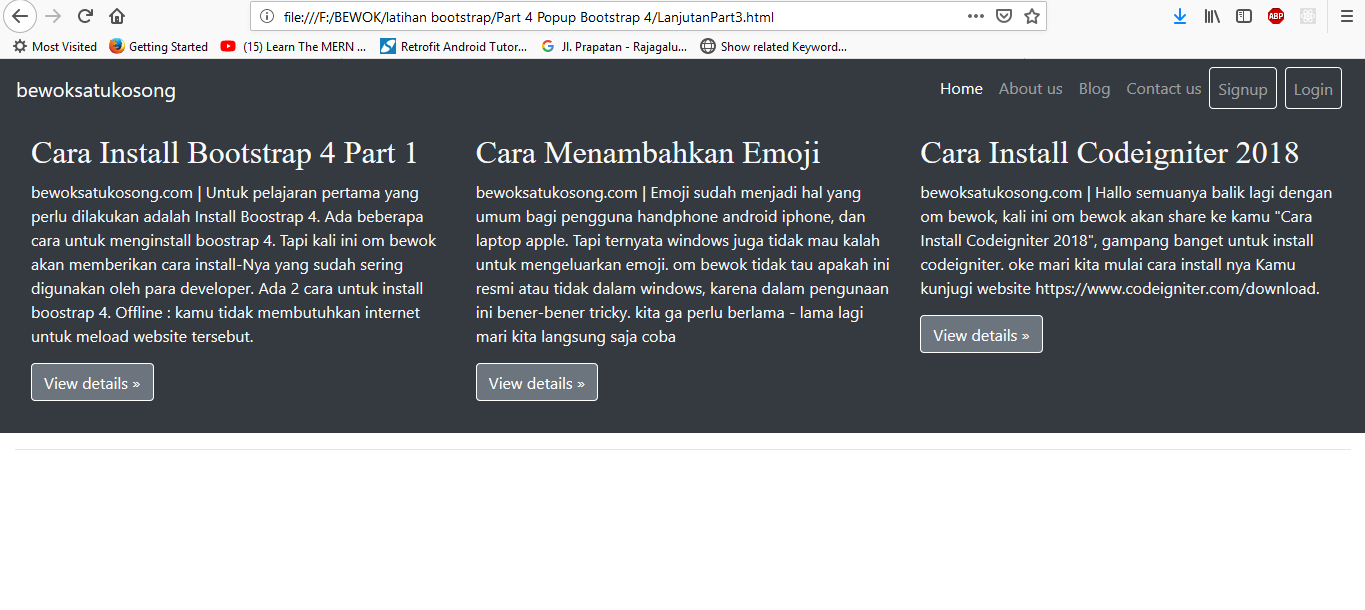 file:///F:/BEWOK/latihan bootstrap/Part 4 Popup Bootstrap 4/LanjutanPart3.html
ABP
Most Visited Getting Started (15) Learn The MERN ... Retrofit Android Tutor... Jl. Prapatan - Rajagalu... Show related Keyword...
bewoksatukosong Home About us Blog Contact us Signup Login
Cara Install Bootstrap 4 Part 1
bewoksatukosong.com | Untuk pelajaran pertama yang
perlu dilakukan adalah Install Boostrap 4. Ada beberapa
cara untuk menginstall boostrap 4. Tapi kali ini om bewok
akan memberikan cara install-Nya yang sudah sering
digunakan oleh para developer. Ada 2 cara untuk install
boostrap 4. Offline : kamu tidak membutuhkan internet
untuk meload website tersebut.
View details »
Cara Menambahkan Emoji
bewoksatukosong.com | Emoji sudah menjadi hal yang
umum bagi pengguna handphone android iphone, dan
laptop apple. Tapi ternyata windows juga tidak mau kalah
untuk mengeluarkan emoji. om bewok tidak tau apakah ini
resmi atau tidak dalam windows, karena dalam pengunaan
ini bener-bener tricky. kita ga perlu berlama - lama lagi
mari kita langsung saja coba
View details »
Cara Install Codeigniter 2018
bewoksatukosong.com | Hallo semuanya balik lagi dengan
om bewok, kali ini om bewok akan share ke kamu "Cara
Install Codeigniter 2018", gampang banget untuk install
codeigniter. oke mari kita mulai cara install nya Kamu
kunjugi website https://www.codeigniter.com/download.
View details »